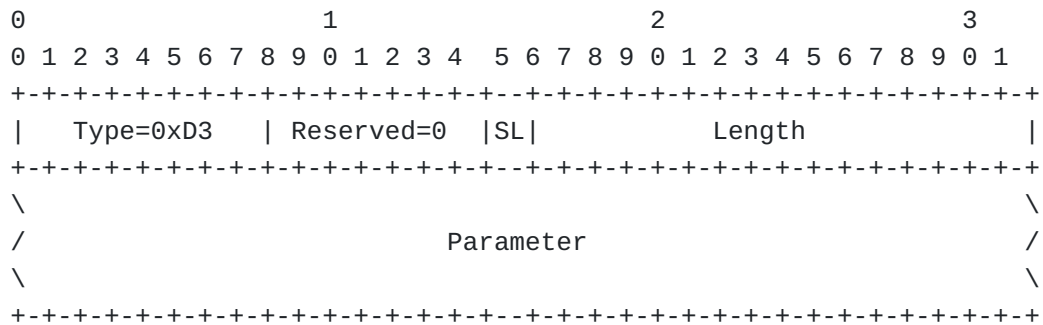 0                   1                    2                   3
0 1 2 3 4 5 6 7 8 9 0 1 2 3 4  5 6 7 8 9 0 1 2 3 4 5 6 7 8 9 0 1
+-+-+-+-+-+-+-+-+-+-+-+-+-+-+-+--+-+-+-+-+-+-+-+-+-+-+-+-+-+-+-+-+
|   Type=0xD3   | Reserved=0  |SL|           Length              |
+-+-+-+-+-+-+-+-+-+-+-+-+-+-+-+--+-+-+-+-+-+-+-+-+-+-+-+-+-+-+-+-+
\                                                                \
/                           Parameter                            /
\                                                                \
+-+-+-+-+-+-+-+-+-+-+-+-+-+-+-+--+-+-+-+-+-+-+-+-+-+-+-+-+-+-+-+-+